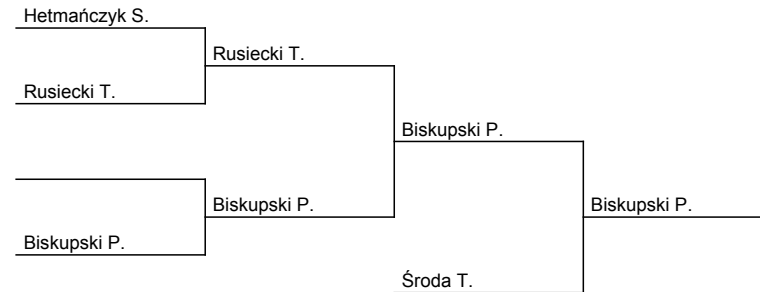 Hetmańczyk S.
Rusiecki T.
Rusiecki T.
Biskupski P.
Biskupski P.
Biskupski P.
Biskupski P.
Środa T.